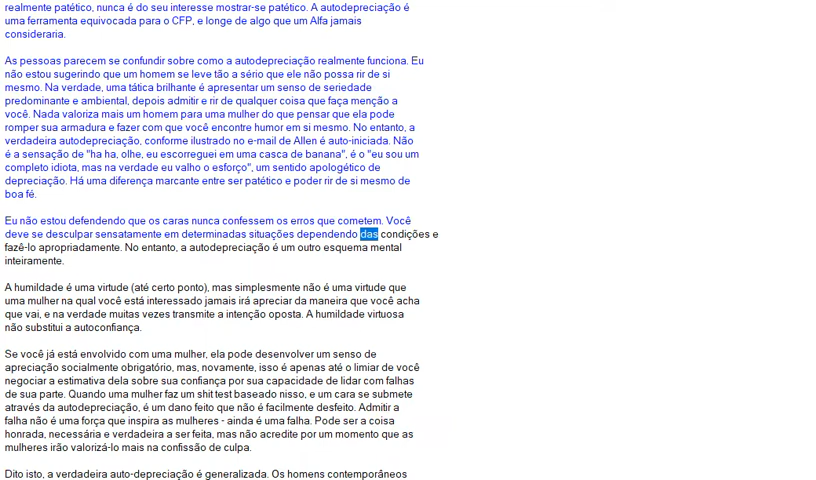 realmente patético, nunca é do seu interesse mostrar-se patético. A autodepreciação é
uma ferramenta equivocada para o CFP, e longe de algo que um Alfa jamais
consideraria.
As pessoas parecem se confundir sobre como a autodepreciação realmente funciona. Eu
não estou sugerindo que um homem se leve tão a sério que ele não possa rir de si
mesmo. Na verdade, uma tática brilhante é apresentar um senso de seriedade
predominante e ambiental, depois admitir e rir de qualquer coisa que faça menção a
você. Nada valoriza mais um homem para uma mulher do que pensar que ela pode
romper sua armadura e fazer com que você encontre humor em si mesmo. No entanto, a
verdadeira autodepreciação, conforme ilustrado no e-mail de Allen é auto-iniciada. Não
é a sensação de "ha ha, olhe, eu escorreguei em uma casca de banana", é o "eu sou um
completo idiota, mas na verdade eu valho o esforço", um sentido apologético de
depreciação. Há uma diferença marcante entre ser patético e poder rir de si mesmo de
boa fé.
Eu não estou defendendo que os caras nunca confessem os erros que cometem. Você
deve se desculpar sensatamente em determinadas situações dependendo das condições e
fazê-lo apropriadamente. No entanto, a autodepreciação é um outro esquema mental
inteiramente.
A humildade é uma virtude (até certo ponto), mas simplesmente não é uma virtude que
uma mulher na qual você está interessado jamais irá apreciar da maneira que você acha
que vai, e na verdade muitas vezes transmite a intenção oposta. A humildade virtuosa
não substitui a autoconfiança.
Se você já está envolvido com uma mulher, ela pode desenvolver um senso de
apreciação socialmente obrigatório, mas, novamente, isso é apenas até o limiar de você
negociar a estimativa dela sobre sua confiança por sua capacidade de lidar com falhas
de sua parte. Quando uma mulher faz um shit test baseado nisso, e um cara se submete
através da autodepreciação, é um dano feito que não é facilmente desfeito. Admitir a
falha não é uma força que inspira as mulheres - ainda é uma falha. Pode ser a coisa
honrada, necessária e verdadeira a ser feita, mas não acredite por um momento que as
mulheres irão valorizá-lo mais na confissão de culpa.
Dito isto, a verdadeira auto-depreciação é generalizada. Os homens contemporâneos